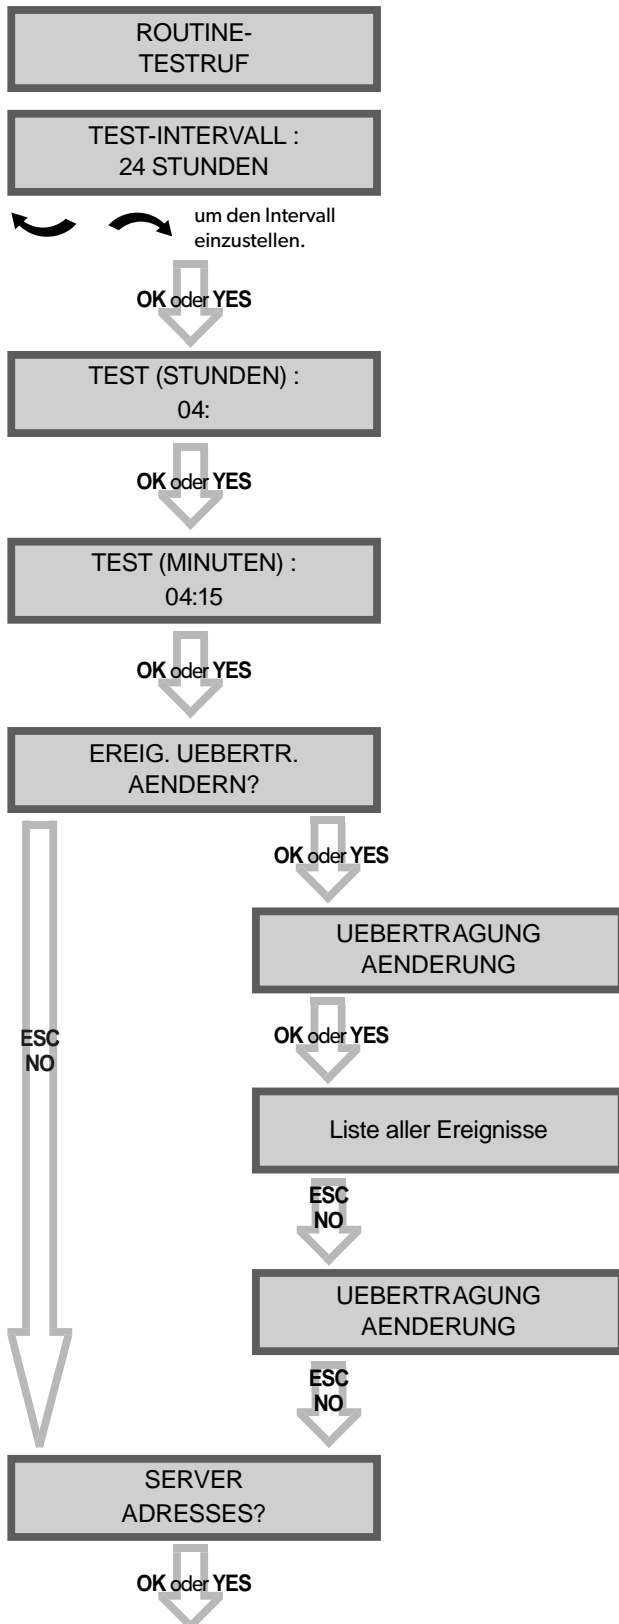 ROUTINE-
TESTRUF
TEST-INTERVALL :
24 STUNDEN
um den Intervall
einzustellen.
OK oder YES
TEST (STUNDEN) :
04:
OK oder YES
TEST (MINUTEN) :
04:15
OK oder YES
EREIG. UEBERTR.
AENDERN?
OK oder YES
UEBERTRAGUNG
AENDERUNG
OK oder YES
ESC
NO
Liste aller Ereignisse
ESC
NO
UEBERTRAGUNG
AENDERUNG
ESC
NO
SERVER
ADRESSES?
OK oder YES